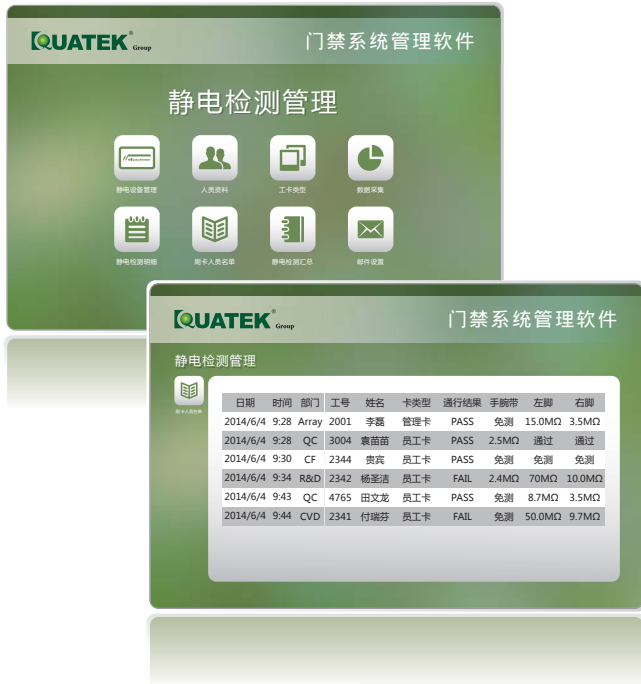 QUATEK® Group 门禁系统管理软件
静电检测管理
静电设备管理 人员资料 工卡类型 数据采集
静电检测明细 刷卡人员名单 静电检测汇总 邮件设置
QUATEK® Group 门禁系统管理软件
静电检测管理
刷卡人员名单
日期 时间 部门 工号 姓名 卡类型 通行结果 手腕带 左脚 右脚
2014/6/4 9:28 Array 2001 李磊 管理卡 PASS 免测 15.0MΩ 3.5MΩ
2014/6/4 9:28 QC 3004 袁苗苗 员工卡 PASS 2.5MΩ 通过 通过
2014/6/4 9:30 CF 2344 贵宾 员工卡 PASS 免测 免测 免测
2014/6/4 9:34 R&D 2342 杨圣洁 员工卡 FAIL 2.4MΩ 70MΩ 10.0MΩ
2014/6/4 9:43 QC 4765 田文龙 员工卡 PASS 免测 8.7MΩ 3.5MΩ
2014/6/4 9:44 CVD 2341 付瑞芬 员工卡 FAIL 免测 50.0MΩ 9.7MΩ